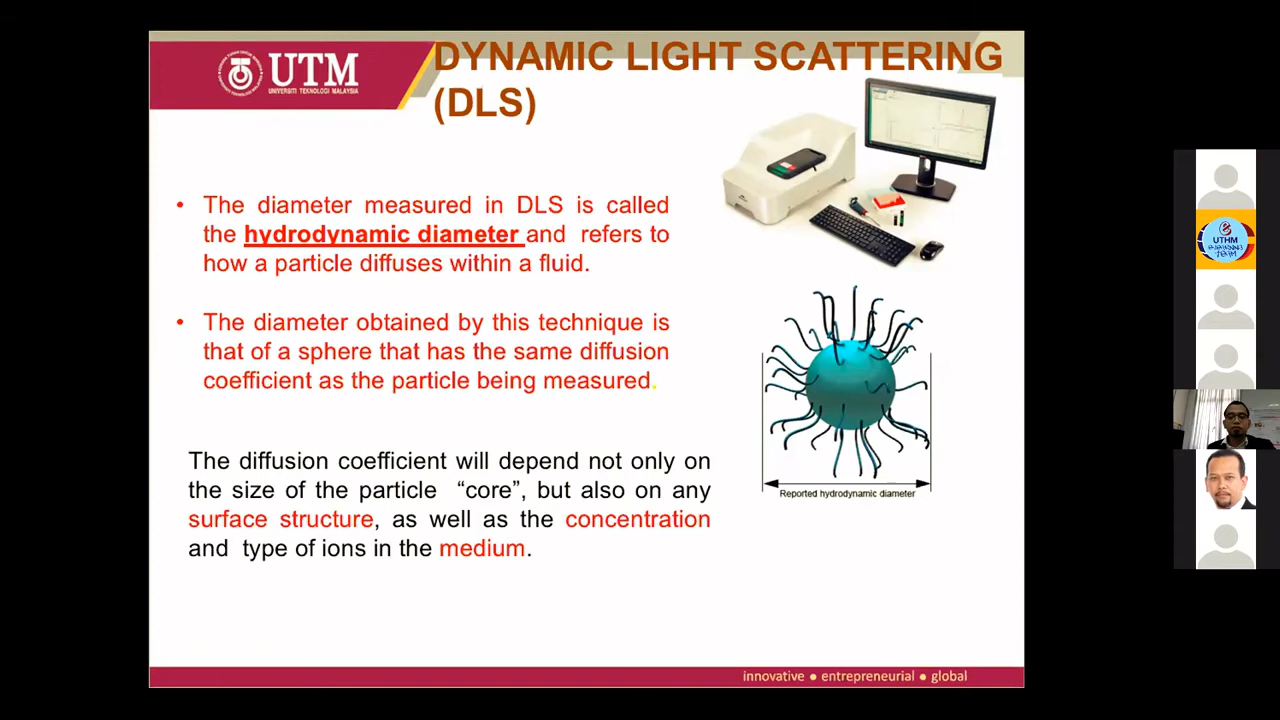 UTM
UNIVERSITI TEKNOLOGI MALAYSIA
DYNAMIC LIGHT SCATTERING
(DLS)
• The diameter measured in DLS is called
the hydrodynamic diameter and refers to
how a particle diffuses within a fluid.
• The diameter obtained by this technique is
that of a sphere that has the same diffusion
coefficient as the particle being measured.
The diffusion coefficient will depend not only on
the size of the particle “core”, but also on any
surface structure, as well as the concentration
and type of ions in the medium.
Reported hydrodynamic diameter
innovative ● entrepreneurial ● global
UTHM